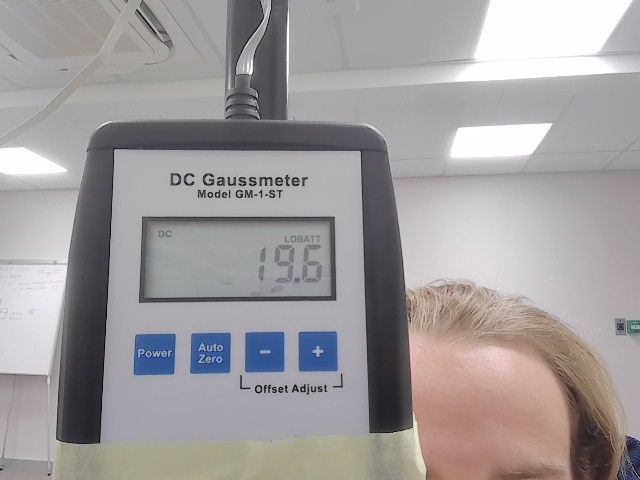 DC Gaussmeter
Model GM-1-ST
DC
LOBATT
19.6
Power
Auto
Zero
−
+
Offset Adjust